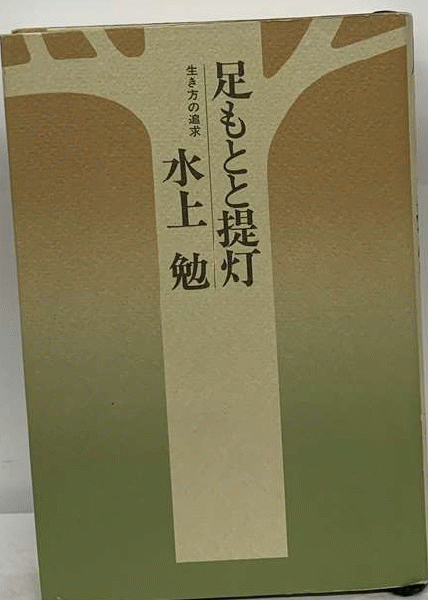 足もとと提灯
生き方の追求
水上 勉